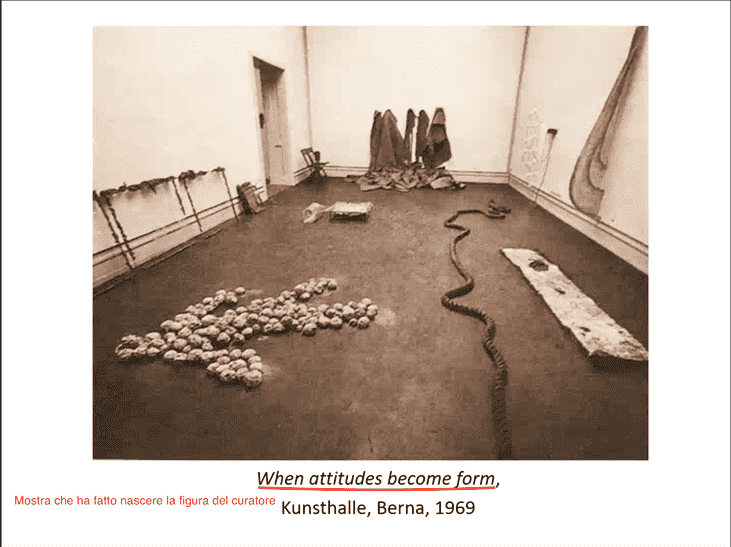 When attitudes become form,
Mostra che ha fatto nascere la figura del curatore
Kunsthalle, Berna, 1969